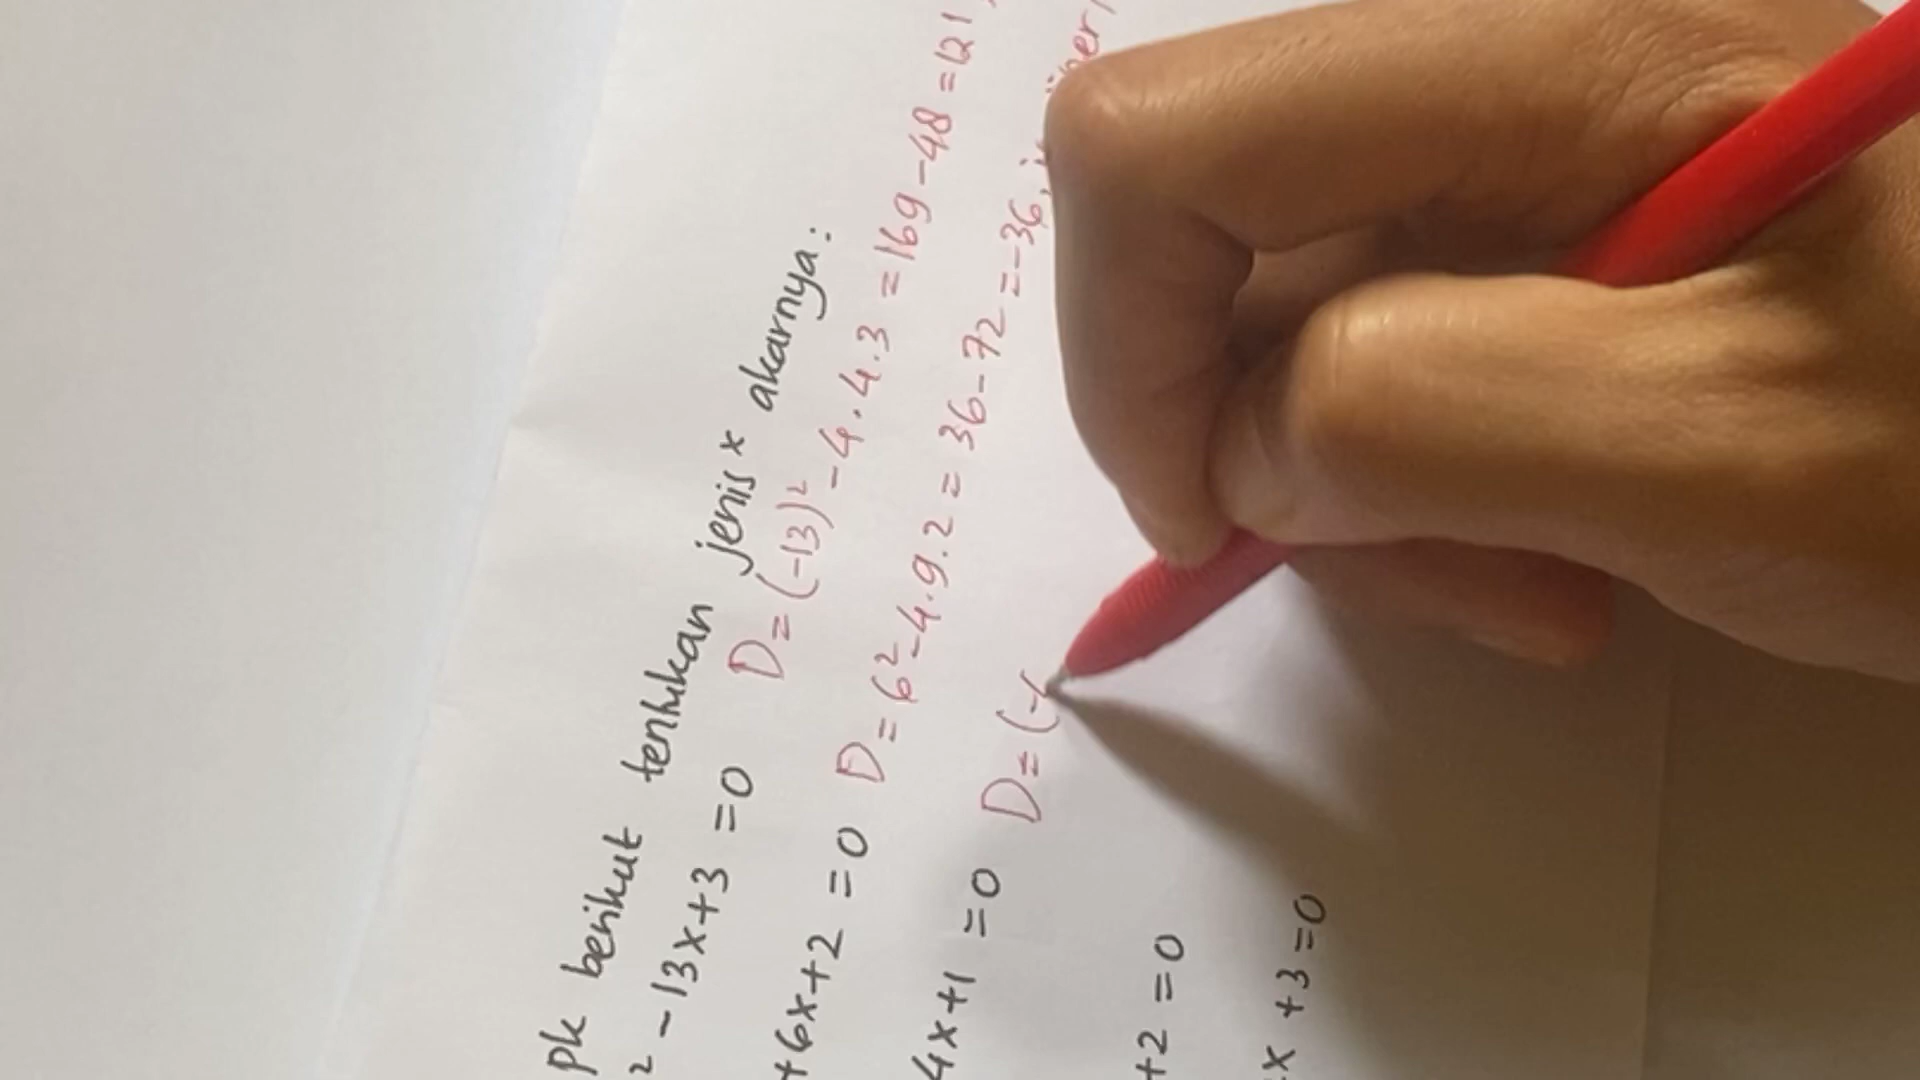 pk berikut tentukan jenis x akarnya:
² - 13x + 3 = 0 D = (-13)² - 4.4.3 = 169 - 48 = 121,
+ 6x + 2 = 0 D = 6² - 4.9.2 = 36 - 72 = -36,
4x + 1 = 0 D = (-
+ 2 = 0
x + 3 = 0